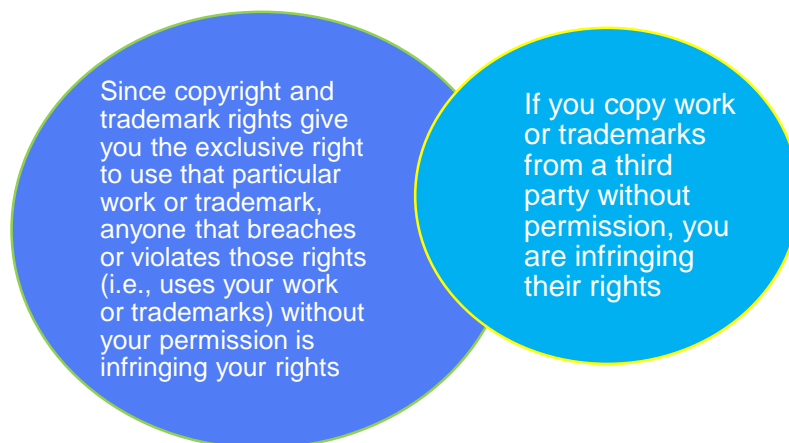 Since copyright and
trademark rights give
you the exclusive right
to use that particular
work or trademark,
anyone that breaches
or violates those rights
(i.e., uses your work
or trademarks) without
your permission is
infringing your rights
If you copy work
or trademarks
from a third
party without
permission, you
are infringing
their rights